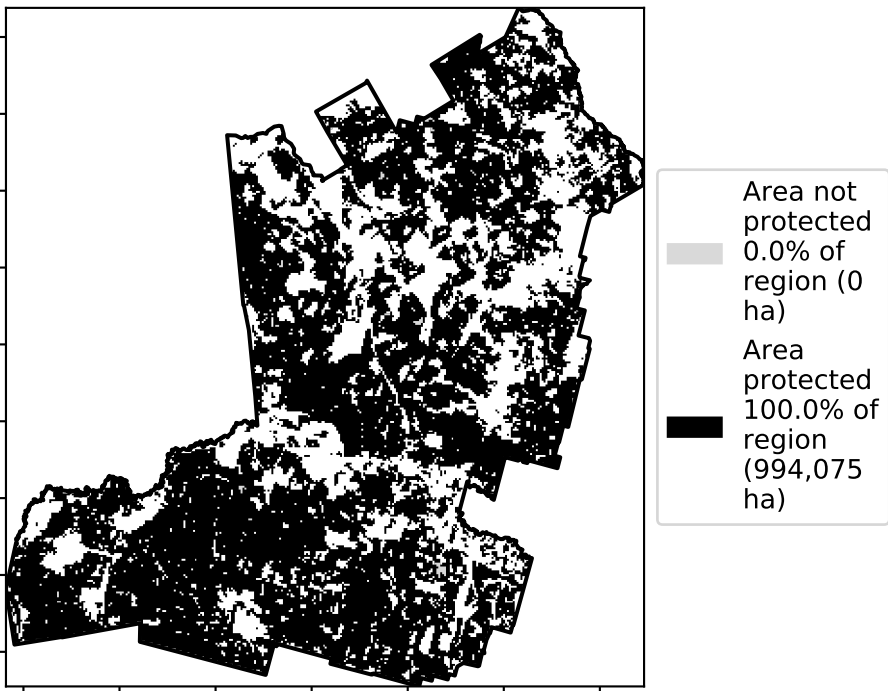 Area not
protected
0.0% of
region (0
ha)
Area
protected
100.0% of
region
(994,075
ha)